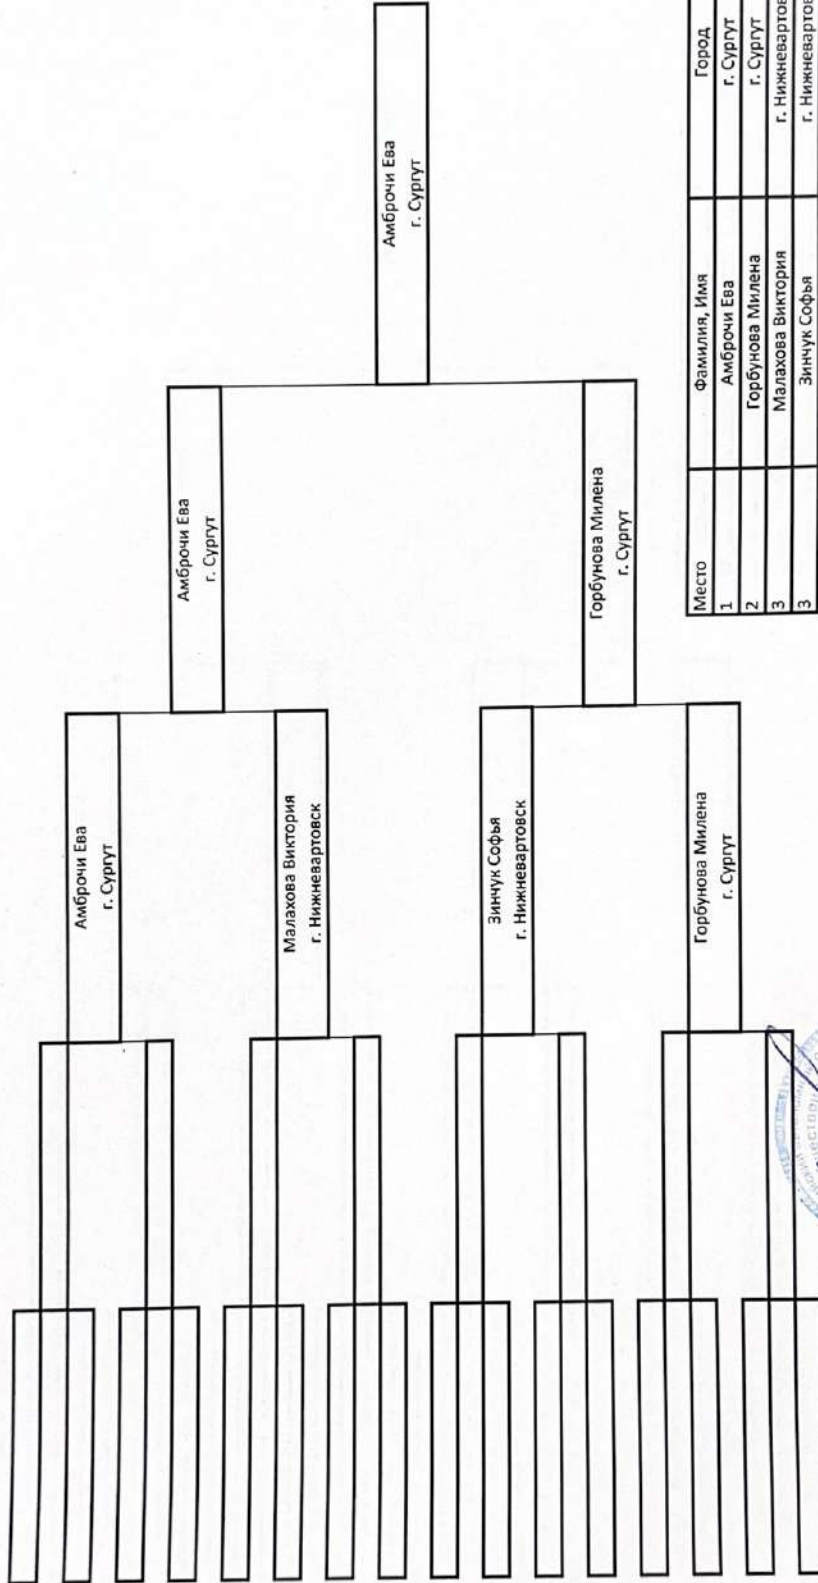 Амброчи Ева
г. Сургут
Малахова Виктория
г. Нижневартовск
Зинчук Софья
г. Нижневартовск
Горбунова Милена
г. Сургут
Амброчи Ева
г. Сургут
Горбунова Милена
г. Сургут
Амброчи Ева
г. Сургут
Место Фамилия, Имя Город
1 Амброчи Ева г. Сургут
2 Горбунова Милена г. Сургут
3 Малахова Виктория г. Нижневартов
3 Зинчук Софья г. Нижневартов